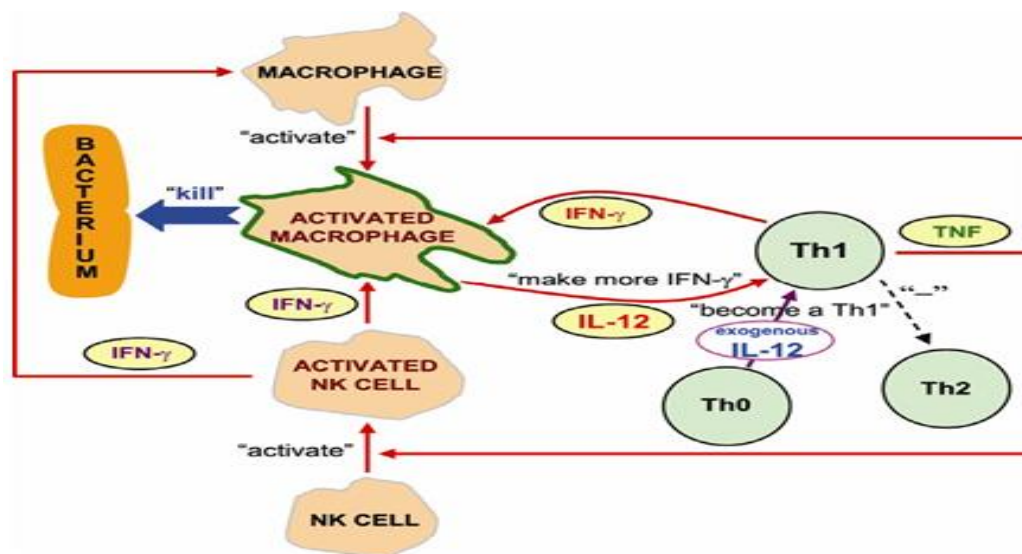 MACROPHAGE
“activate”
BACTERIUM
“kill”
ACTIVATED
MACROPHAGE
IFN-γ
Th1
TNF
“make more IFN-γ”
IL-12
“become a Th1”
“–”
exogenous
IL-12
IFN-γ
IFN-γ
ACTIVATED
NK CELL
Th0
Th2
“activate”
NK CELL